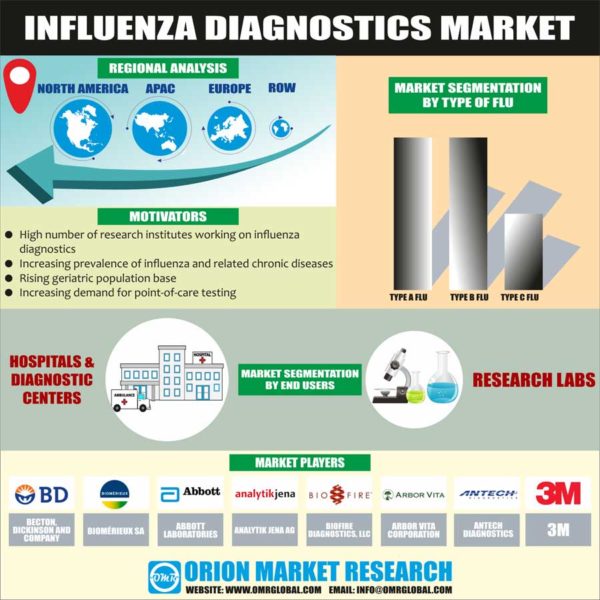 INFLUENZA DIAGNOSTICS MARKET
REGIONAL ANALYSIS
NORTH AMERICA APAC EUROPE ROW
MOTIVATORS
High number of research institutes working on influenza
diagnostics
Increasing prevalence of influenza and related chronic diseases
Rising geriatric population base
Increasing demand for point-of-care testing
MARKET SEGMENTATION
BY TYPE OF FLU
TYPE A FLU TYPE B FLU TYPE C FLU
HOSPITALS &
DIAGNOSTIC
CENTERS
HOSPITAL
AMBULANCE
MARKET SEGMENTATION
BY END USERS
RESEARCH LABS
MARKET PLAYERS
BD
BIOMÉRIEUX
Abbott
analytikjena
BIOFIRE
ARBOR VITA
ANTECH
DIAGNOSTICS
3M
BECTON,
DICKINSON AND
COMPANY
BIOMÉRIEUX SA
ABBOTT
LABORATORIES
ANALYTIK JENA AG
BIOFIRE
DIAGNOSTICS, LLC
ARBOR VITA
CORPORATION
ANTECH
DIAGNOSTICS
3M
OMR
ORION MARKET RESEARCH
WEBSITE: WWW.OMRGLOBAL.COM EMAIL: INFO@OMRGLOBAL.COM